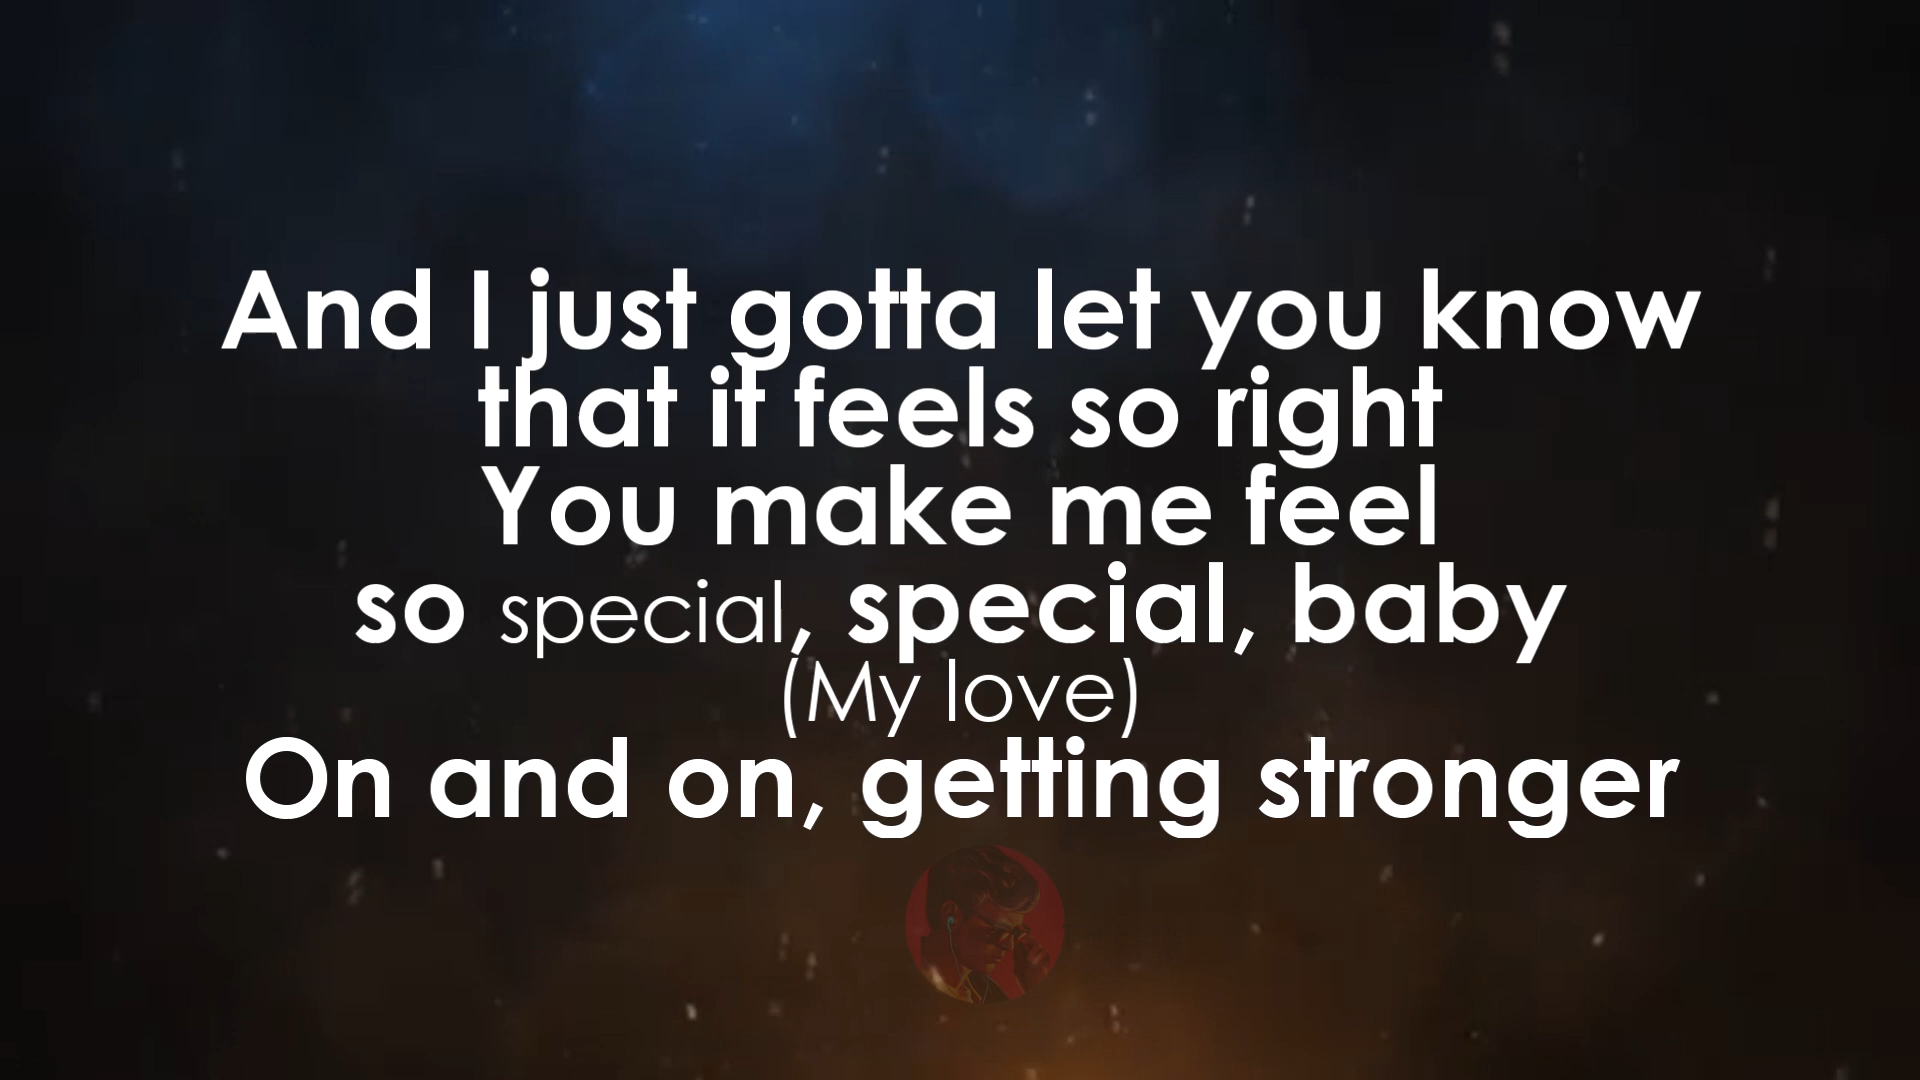 And I just gotta let you know
that it feels so right
You make me feel
so special, special, baby
(My love)
On and on, getting stronger